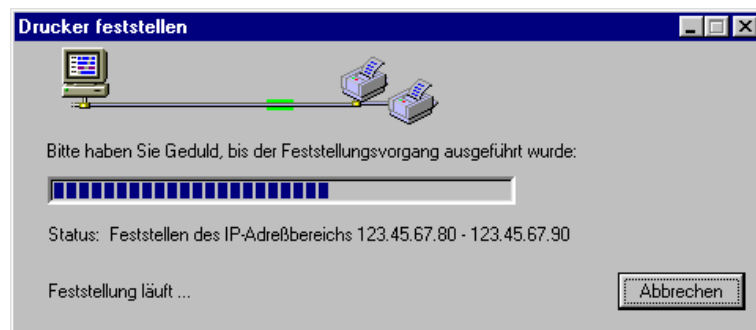 Drucker feststellen
Bitte haben Sie Geduld, bis der Feststellungsvorgang ausgeführt wurde:
Status: Feststellen des IP-Adreßbereichs 123.45.67.80 - 123.45.67.90
Feststellung läuft ...
Abbrechen